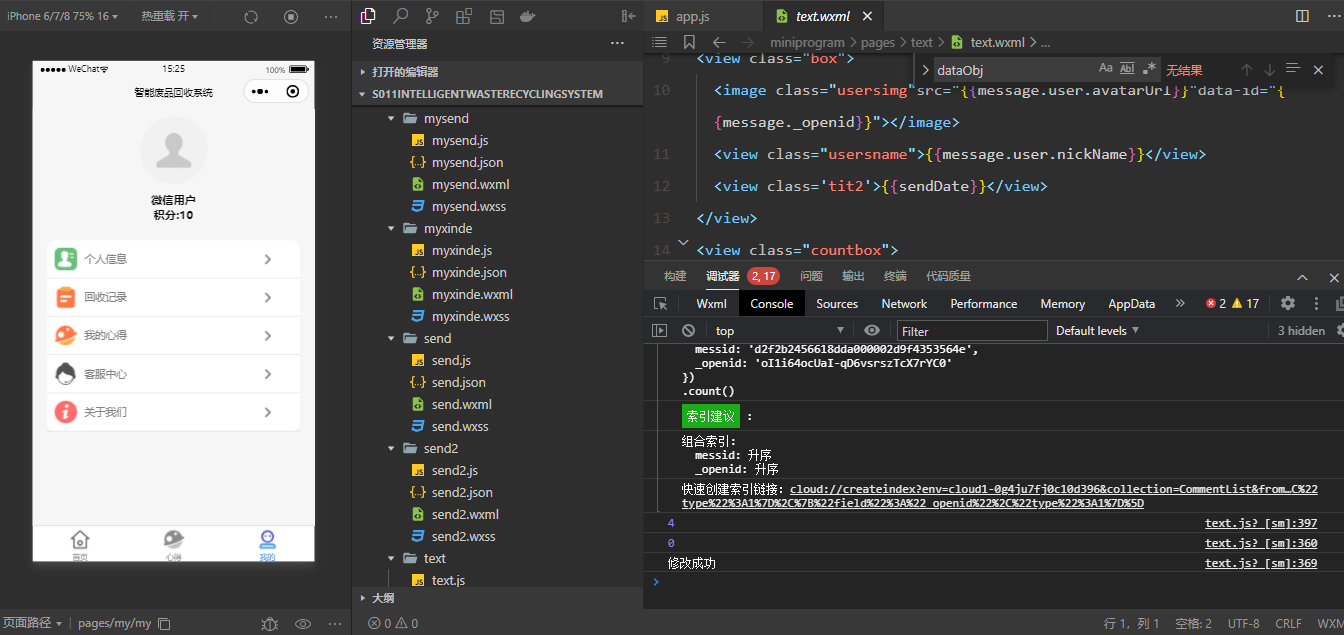 iPhone 6/7/8 75% 16
热重载 开
WeChat
15:25
100%
智能废品回收系统
微信用户
积分:10
个人信息
回收记录
我的心得
客服中心
关于我们
首页
心得
我的
页面路径
pages/my/my
资源管理器
打开的编辑器
S011INTELLIGENTWASTERECYCLINGSYSTEM
mysend
mysend.js
mysend.json
mysend.wxml
mysend.wxss
myxinde
myxinde.js
myxinde.json
myxinde.wxml
myxinde.wxss
send
send.js
send.json
send.wxml
send.wxss
send2
send2.js
send2.json
send2.wxml
send2.wxss
text
text.js
大纲
0 0
app.js
text.wxml
miniprogram > pages > text > text.wxml > ...
dataObj
Aa Abl .* 无结果
9 <view class="box">
10 <image class="usersimg"src="{{message.user.avatarUrl}}"data-id="{
{message._openid}}"></image>
11 <view class="usersname">{{message.user.nickName}}</view>
12 <view class='tit2'>{{sendDate}}</view>
13 </view>
14 <view class="countbox">
构建 调试器 2, 17 问题 输出 终端 代码质量
Wxml Console Sources Network Performance Memory AppData » 2 17
top Filter Default levels 3 hidden
messid: 'd2f2b2456618dda000002d9f4353564e',
_openid: 'oI1i64ocUaI-qD6vsrszTcX7rYC0'
})
.count()
索引建议 :
组合索引:
messid: 升序
_openid: 升序
快速创建索引链接: cloud://createindex?env=cloud1-0g4ju7fj0c10d396&collection=CommentList&from…C%22
type%22%3A1%7D%2C%7B%22field%22%3A%22_openid%22%2C%22type%22%3A1%7D%5D
4 text.js? [sm]:397
0 text.js? [sm]:360
修改成功 text.js? [sm]:369
行 1, 列 1 空格: 2 UTF-8 CRLF WXM